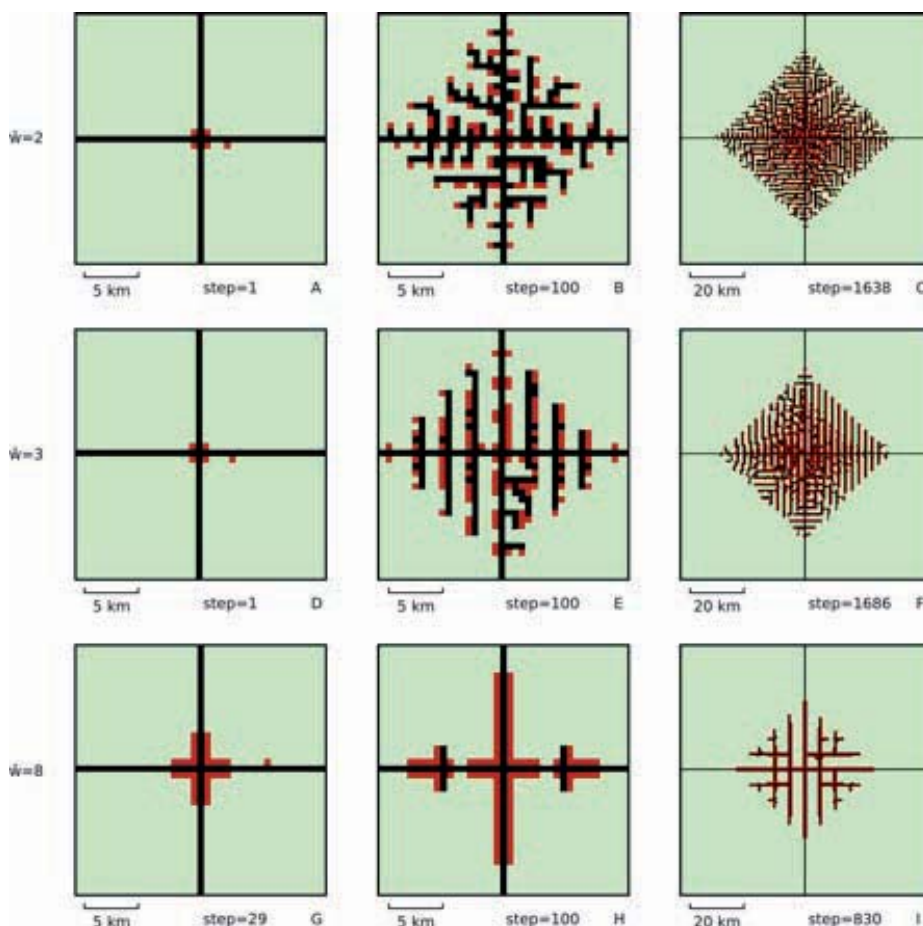 w̄=2
5 km step=1 A
5 km step=100 B
20 km step=1638 C
w̄=3
5 km step=1 D
5 km step=100 E
20 km step=1686 F
w̄=8
5 km step=29 G
5 km step=100 H
20 km step=830 I